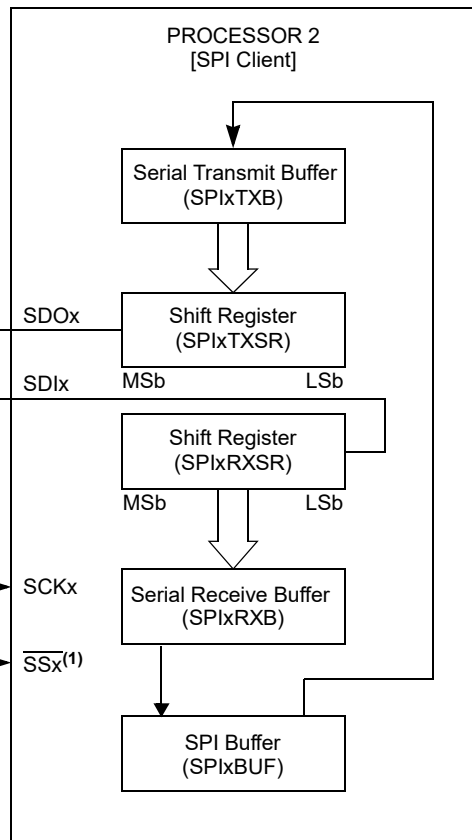 PROCESSOR 2
[SPI Client]
Serial Transmit Buffer
(SPIxTXB)
SDOx
Shift Register
(SPIxTXSR)
MSb LSb
SDIx
Shift Register
(SPIxRXSR)
MSb LSb
SCKx
Serial Receive Buffer
(SPIxRXB)
SSx(1)
SPI Buffer
(SPIxBUF)